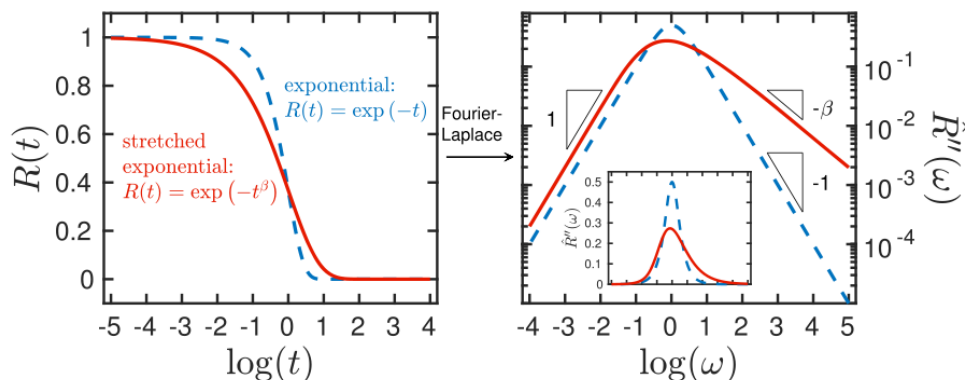 1
0.8
0.6
0.4
0.2
0
R(t)
-5 -4 -3 -2 -1 0 1 2 3 4
log(t)
exponential:
R(t) = exp (−t)
stretched
exponential:
R(t) = exp (−t^β)
Fourier-
Laplace
1
-β
-1
10^-1
10^-2
10^-3
10^-4
R̂″(ω)
-4 -3 -2 -1 0 1 2 3 4 5
log(ω)
0.5
0.4
0.3
0.2
0.1
0
R̂″(ω)